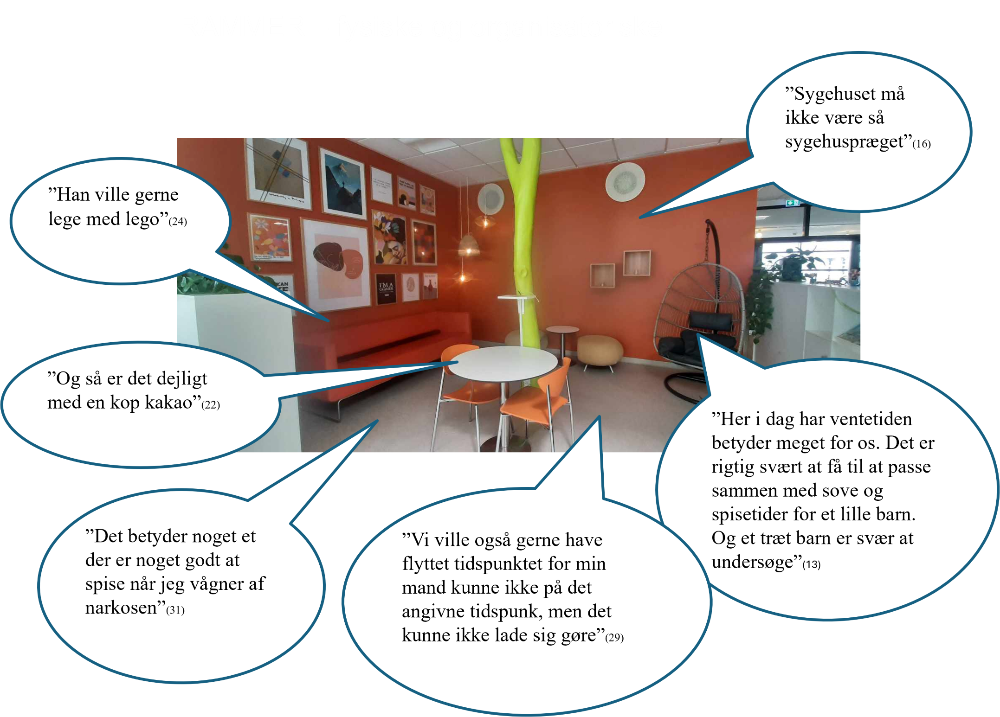 ”Sygehuset må
ikke være så
sygehuspræget”(16)
”Han ville gerne
lege med lego”(24)
I'M A
GAMER
KAN
”Og så er det dejligt
med en kop kakao”(22)
”Her i dag har ventetiden
betyder meget for os. Det er
rigtig svært at få til at passe
sammen med sove og
spisetider for et lille barn.
Og et træt barn er svær at
undersøge”(13)
”Det betyder noget et
der er noget godt at
spise når jeg vågner af
narkosen”(31)
”Vi ville også gerne have
flyttet tidspunktet for min
mand kunne ikke på det
angivne tidspunk, men det
kunne ikke lade sig gøre”(29)